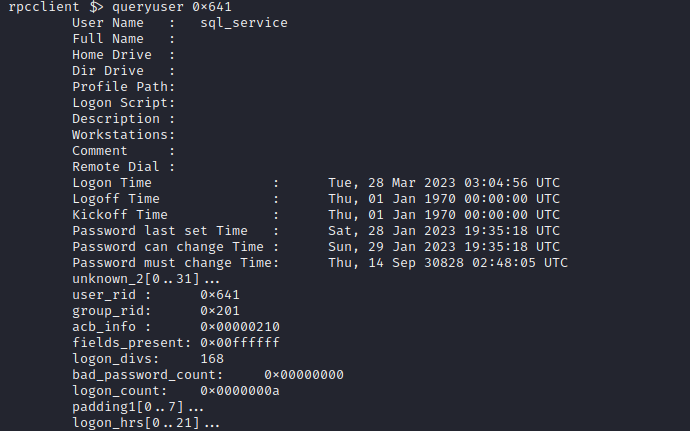 rpcclient $> queryuser 0×641
User Name : sql_service
Full Name :
Home Drive :
Dir Drive :
Profile Path:
Logon Script:
Description :
Workstations:
Comment :
Remote Dial :
Logon Time : Tue, 28 Mar 2023 03:04:56 UTC
Logoff Time : Thu, 01 Jan 1970 00:00:00 UTC
Kickoff Time : Thu, 01 Jan 1970 00:00:00 UTC
Password last set Time : Sat, 28 Jan 2023 19:35:18 UTC
Password can change Time : Sun, 29 Jan 2023 19:35:18 UTC
Password must change Time: Thu, 14 Sep 30828 02:48:05 UTC
unknown_2[0..31]...
user_rid : 0×641
group_rid: 0×201
acb_info : 0×00000210
fields_present: 0×00ffffff
logon_divs: 168
bad_password_count: 0×00000000
logon_count: 0×0000000a
padding1[0..7]...
logon_hrs[0..21]...